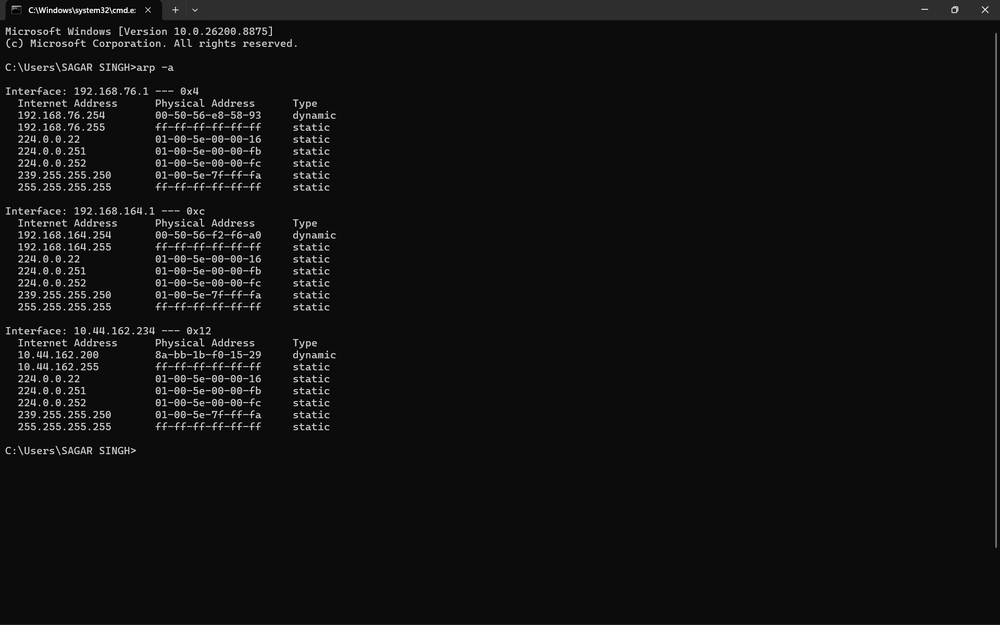 C:\Windows\system32\cmd.e:
Microsoft Windows [Version 10.0.26200.8875]
(c) Microsoft Corporation. All rights reserved.
C:\Users\SAGAR SINGH>arp -a
Interface: 192.168.76.1 --- 0x4
  Internet Address      Physical Address      Type
  192.168.76.254        00-50-56-e8-58-93     dynamic
  192.168.76.255        ff-ff-ff-ff-ff-ff     static
  224.0.0.22            01-00-5e-00-00-16     static
  224.0.0.251           01-00-5e-00-00-fb     static
  224.0.0.252           01-00-5e-00-00-fc     static
  239.255.255.250       01-00-5e-7f-ff-fa     static
  255.255.255.255       ff-ff-ff-ff-ff-ff     static
Interface: 192.168.164.1 --- 0xc
  Internet Address      Physical Address      Type
  192.168.164.254       00-50-56-f2-f6-a0     dynamic
  192.168.164.255       ff-ff-ff-ff-ff-ff     static
  224.0.0.22            01-00-5e-00-00-16     static
  224.0.0.251           01-00-5e-00-00-fb     static
  224.0.0.252           01-00-5e-00-00-fc     static
  239.255.255.250       01-00-5e-7f-ff-fa     static
  255.255.255.255       ff-ff-ff-ff-ff-ff     static
Interface: 10.44.162.234 --- 0x12
  Internet Address      Physical Address      Type
  10.44.162.200         8a-bb-1b-f0-15-29     dynamic
  10.44.162.255         ff-ff-ff-ff-ff-ff     static
  224.0.0.22            01-00-5e-00-00-16     static
  224.0.0.251           01-00-5e-00-00-fb     static
  224.0.0.252           01-00-5e-00-00-fc     static
  239.255.255.250       01-00-5e-7f-ff-fa     static
  255.255.255.255       ff-ff-ff-ff-ff-ff     static
C:\Users\SAGAR SINGH>